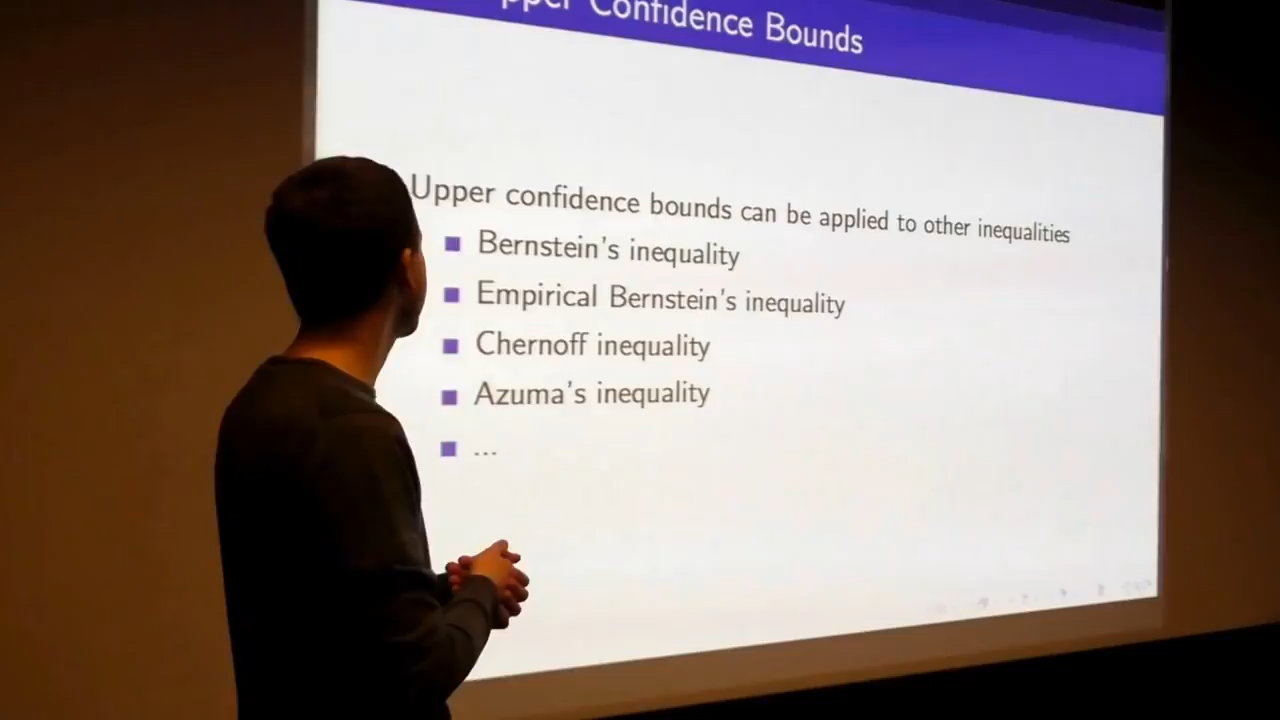 pper Confidence Bounds
Upper confidence bounds can be applied to other inequalities
Bernstein's inequality
Empirical Bernstein's inequality
Chernoff inequality
Azuma's inequality
...